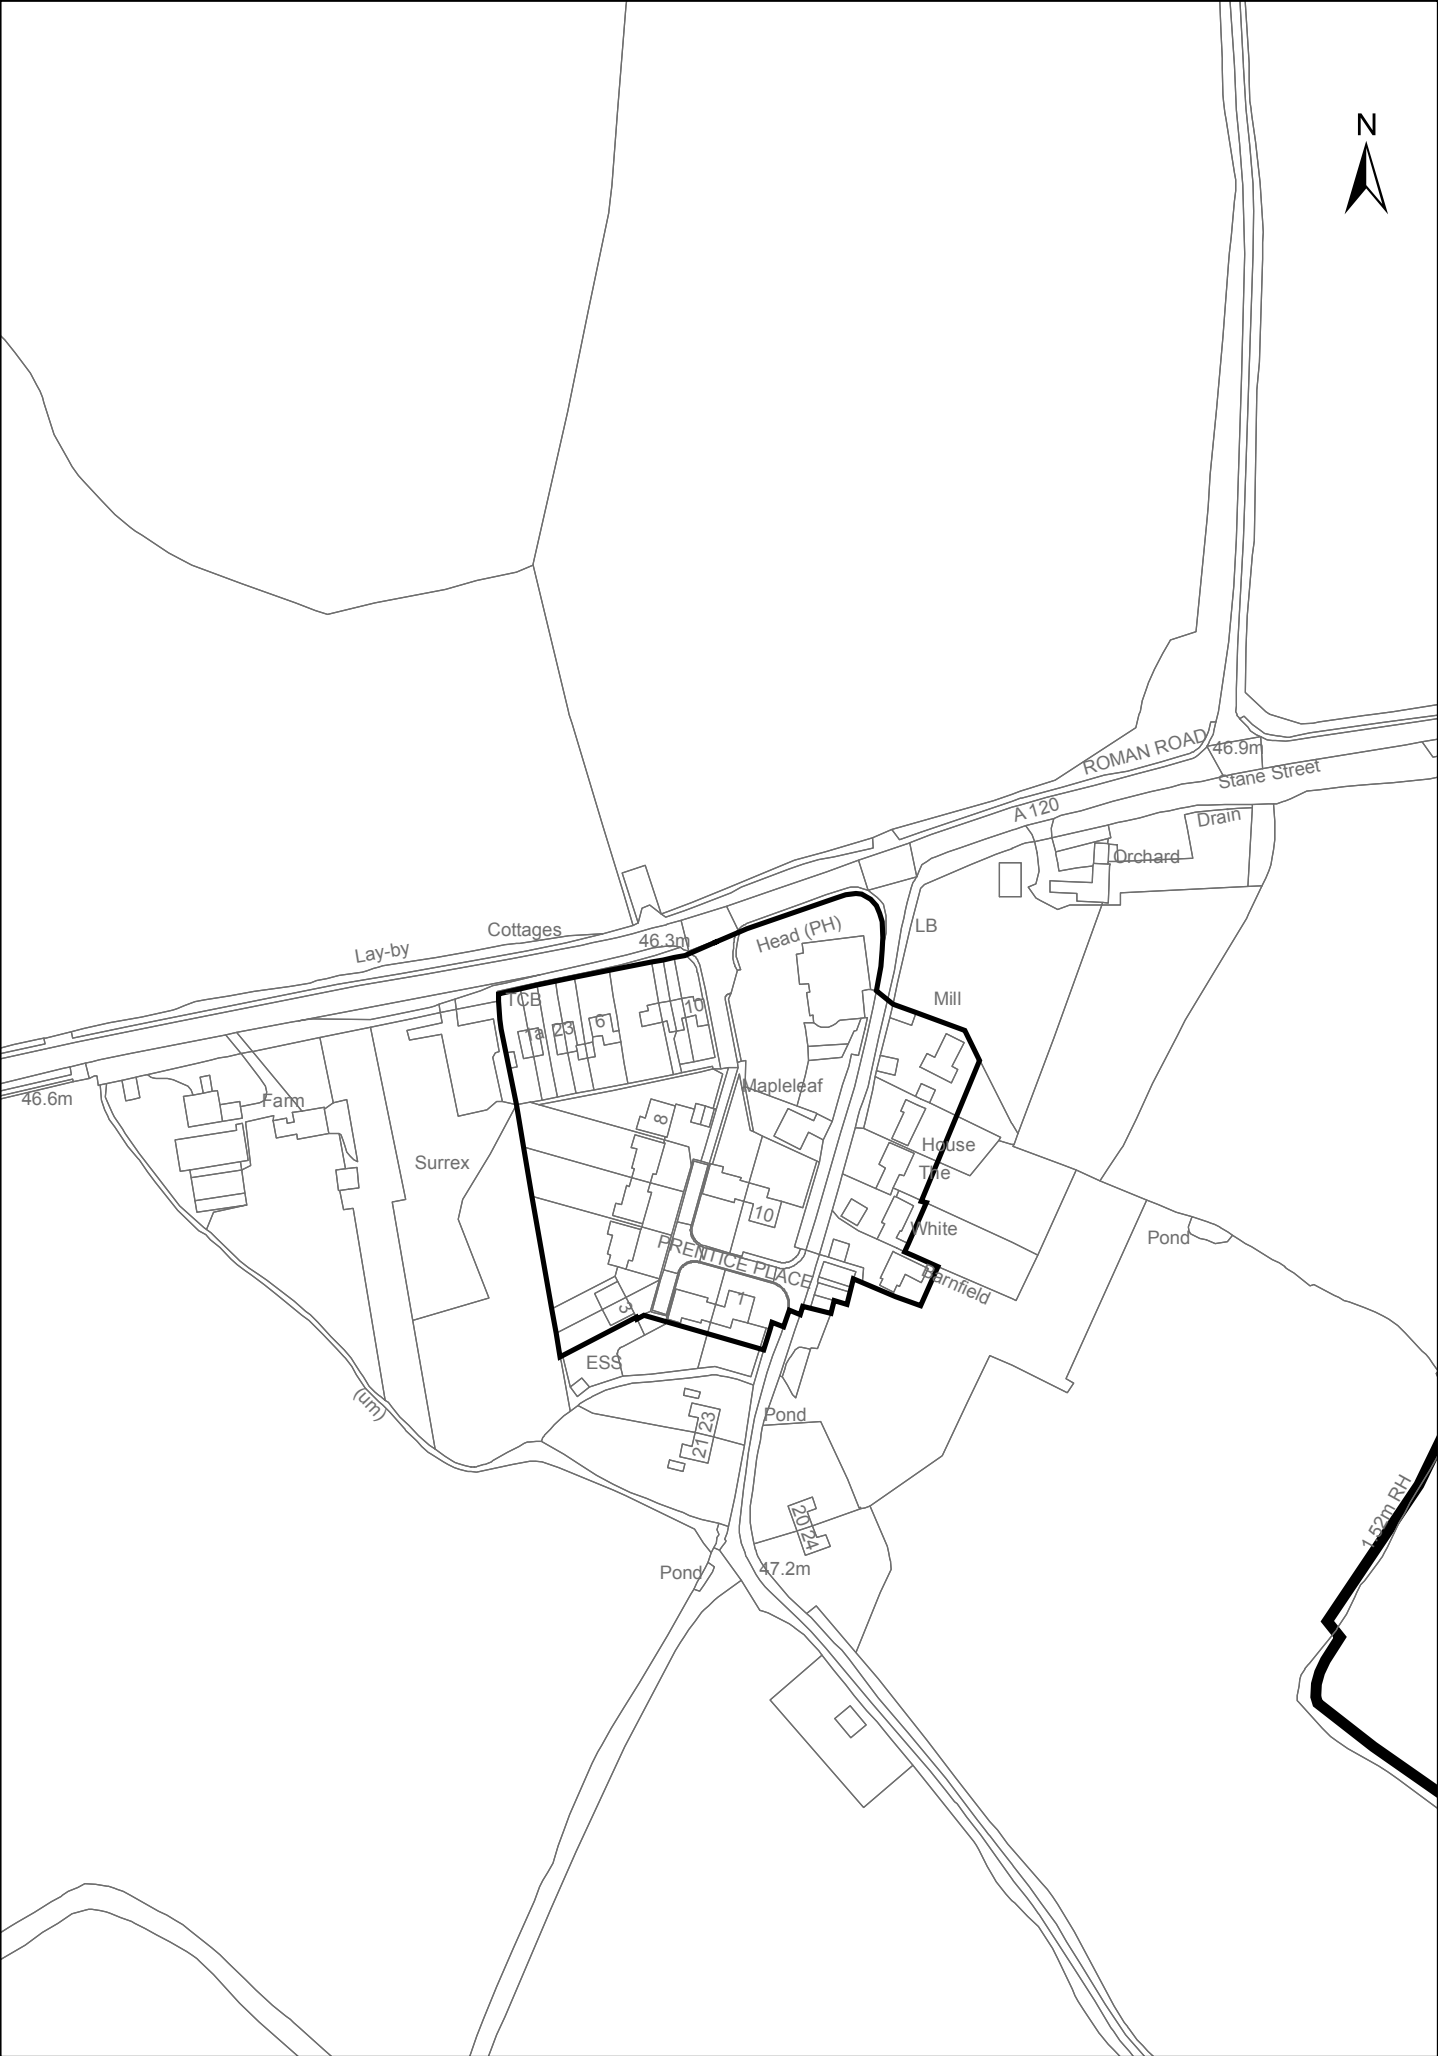 N
ROMAN ROAD
46.9m
Stane Street
A 120
Drain
Orchard
Cottages
Lay-by
46.3m
Head (PH)
LB
TCB
Mill
1a
23
6
10
46.6m
Farm
Mapleleaf
8
House
Surrex
The
10
White
Pond
PRENTICE PLACE
Barnfield
1
3
ESS
(um)
Pond
21
23
1.52m RH
20
24
Pond
47.2m